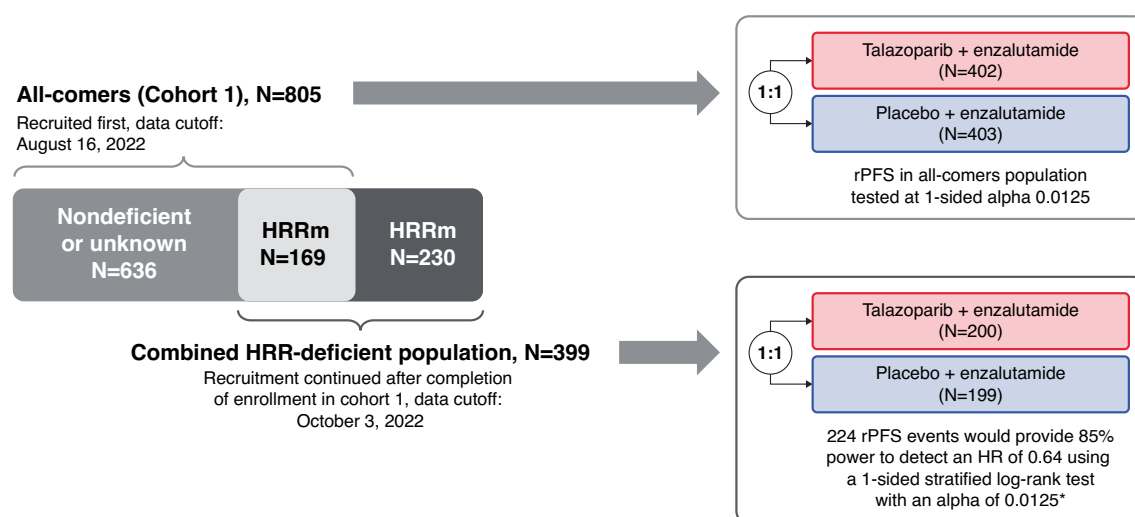 All-comers (Cohort 1), N=805
Recruited first, data cutoff:
August 16, 2022
Nondeficient
or unknown
N=636
HRRm
N=169
HRRm
N=230
Combined HRR-deficient population, N=399
Recruitment continued after completion
of enrollment in cohort 1, data cutoff:
October 3, 2022
1:1
Talazoparib + enzalutamide
(N=402)
Placebo + enzalutamide
(N=403)
rPFS in all-comers population
tested at 1-sided alpha 0.0125
1:1
Talazoparib + enzalutamide
(N=200)
Placebo + enzalutamide
(N=199)
224 rPFS events would provide 85%
power to detect an HR of 0.64 using
a 1-sided stratified log-rank test
with an alpha of 0.0125*